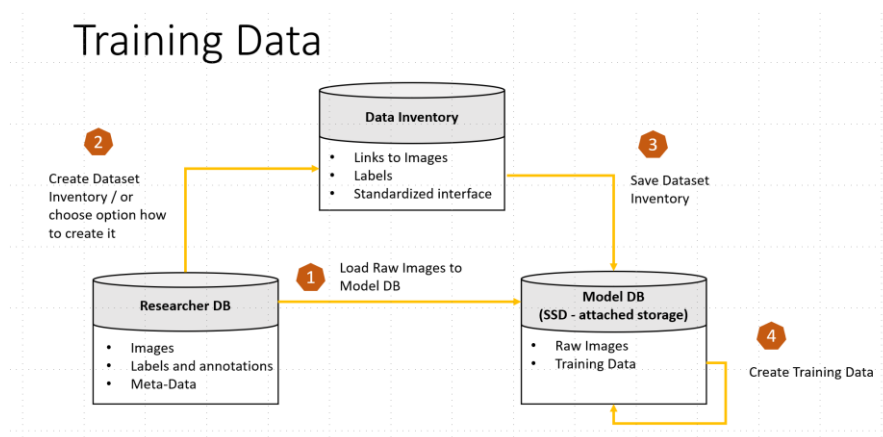 Training Data
Data Inventory
• Links to Images
• Labels
• Standardized interface
2
Create Dataset
Inventory / or
choose option how
to create it
3
Save Dataset
Inventory
1
Load Raw Images to
Model DB
Researcher DB
• Images
• Labels and annotations
• Meta-Data
Model DB
(SSD - attached storage)
• Raw Images
• Training Data
4
Create Training Data